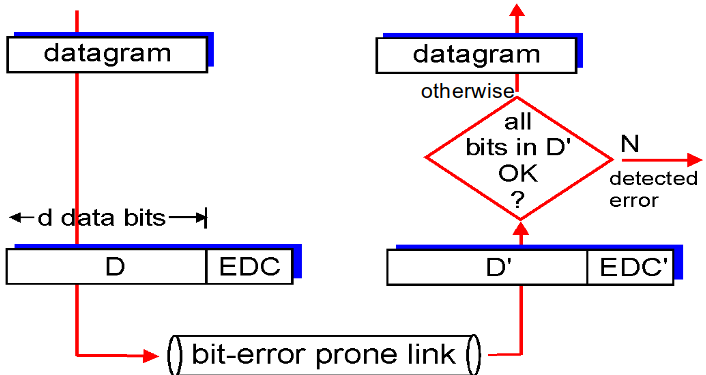 datagram
datagram
otherwise
all
bits in D'
OK
?
N
detected
error
d data bits
D
EDC
D'
EDC'
bit-error prone link